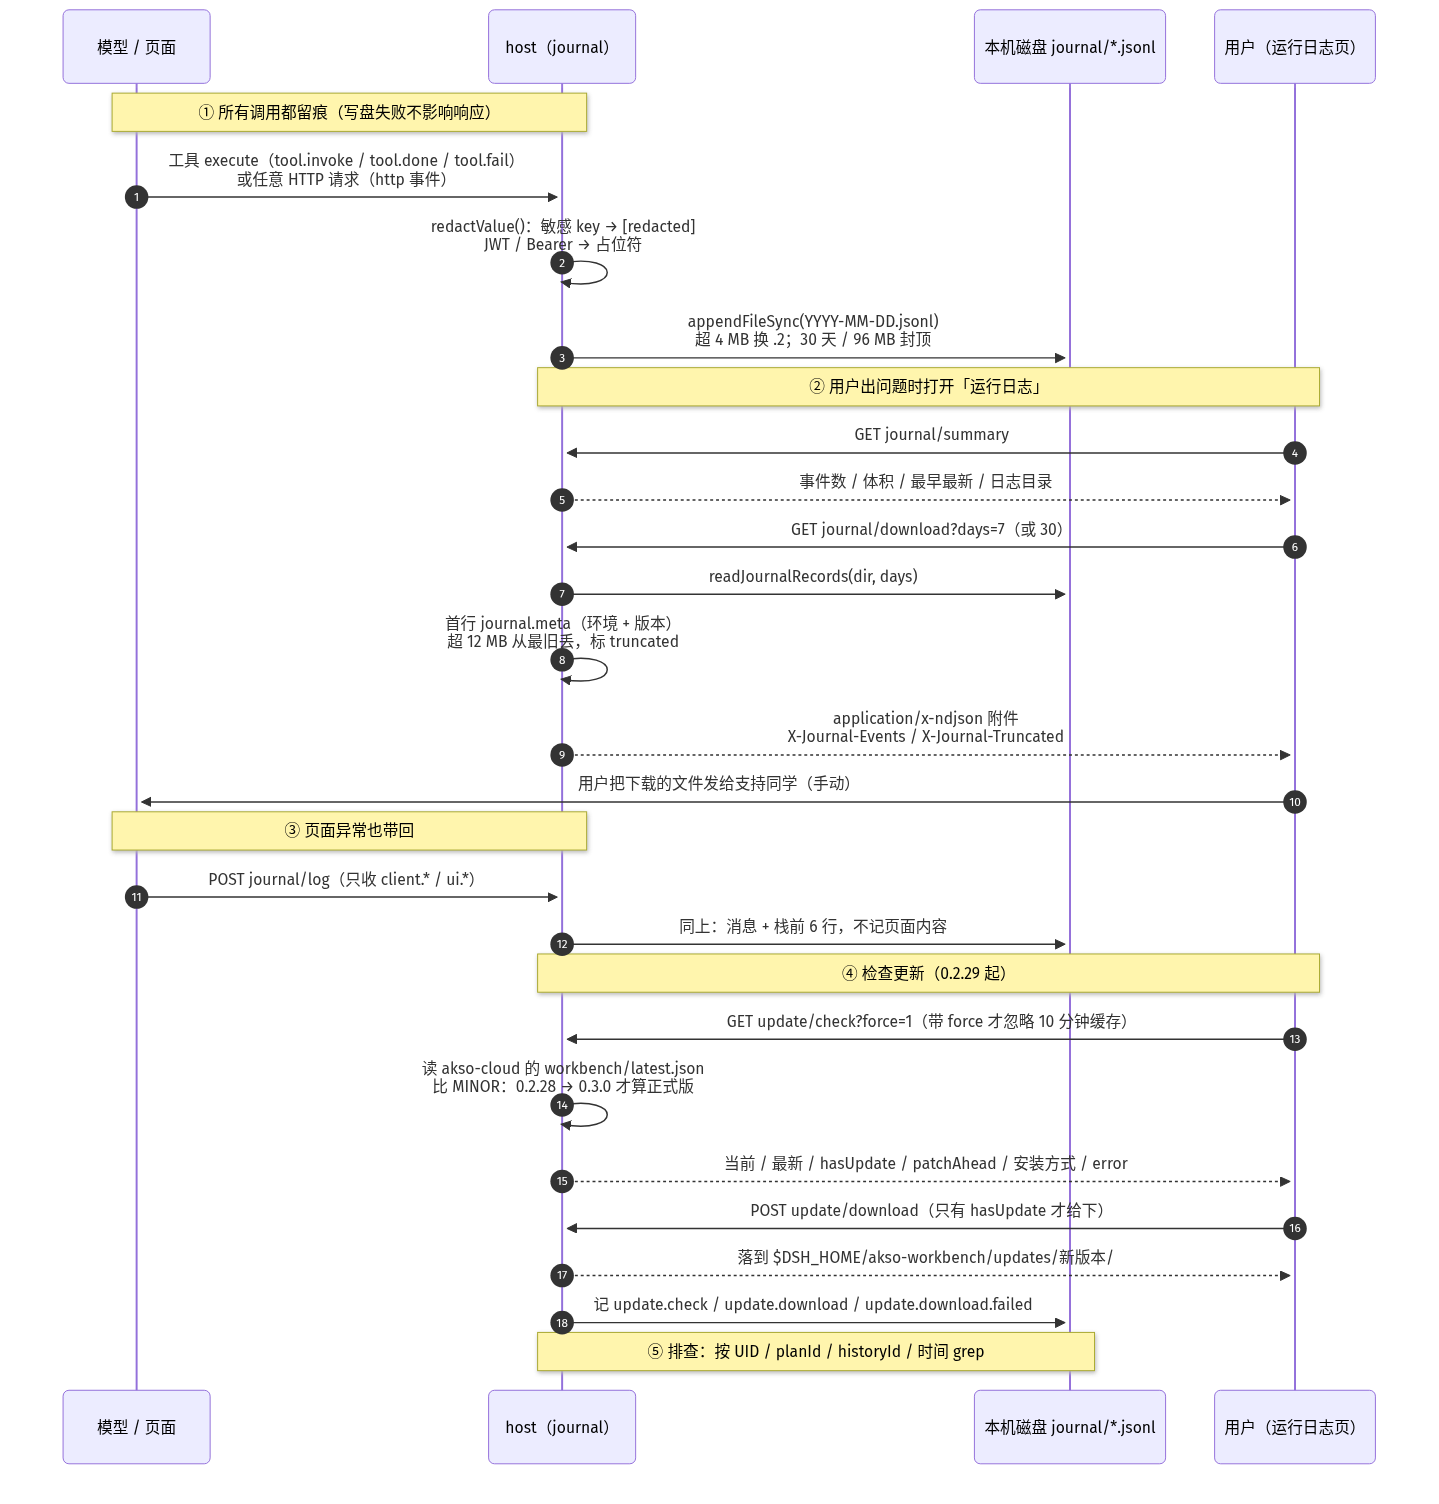 模型 / 页面
host（journal）
本机磁盘 journal/*.jsonl
用户（运行日志页）
① 所有调用都留痕（写盘失败不影响响应）
工具 execute（tool.invoke / tool.done / tool.fail）
或任意 HTTP 请求（http 事件）
1
redactValue()：敏感 key → [redacted]
JWT / Bearer → 占位符
2
appendFileSync(YYYY-MM-DD.jsonl)
超 4 MB 换 .2；30 天 / 96 MB 封顶
3
② 用户出问题时打开「运行日志」
GET journal/summary
4
事件数 / 体积 / 最早最新 / 日志目录
5
GET journal/download?days=7（或 30）
6
readJournalRecords(dir, days)
7
首行 journal.meta（环境 + 版本）
超 12 MB 从最旧丢，标 truncated
8
application/x-ndjson 附件
X-Journal-Events / X-Journal-Truncated
9
用户把下载的文件发给支持同学（手动）
10
③ 页面异常也带回
POST journal/log（只收 client.* / ui.*）
11
同上：消息 + 栈前 6 行，不记页面内容
12
④ 检查更新（0.2.29 起）
GET update/check?force=1（带 force 才忽略 10 分钟缓存）
13
读 akso-cloud 的 workbench/latest.json
比 MINOR：0.2.28 → 0.3.0 才算正式版
14
当前 / 最新 / hasUpdate / patchAhead / 安装方式 / error
15
POST update/download（只有 hasUpdate 才给下）
16
落到 $DSH_HOME/akso-workbench/updates/新版本/
17
记 update.check / update.download / update.download.failed
18
⑤ 排查：按 UID / planId / historyId / 时间 grep
模型 / 页面
host（journal）
本机磁盘 journal/*.jsonl
用户（运行日志页）